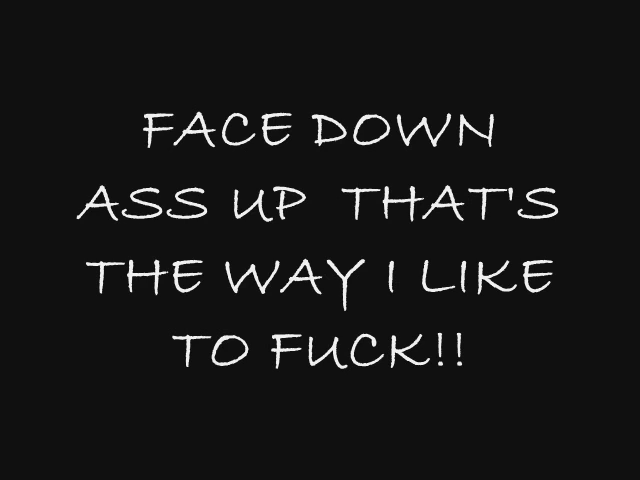 FACE DOWN
ASS UP THAT'S
THE WAY I LIKE
TO FUCK!!